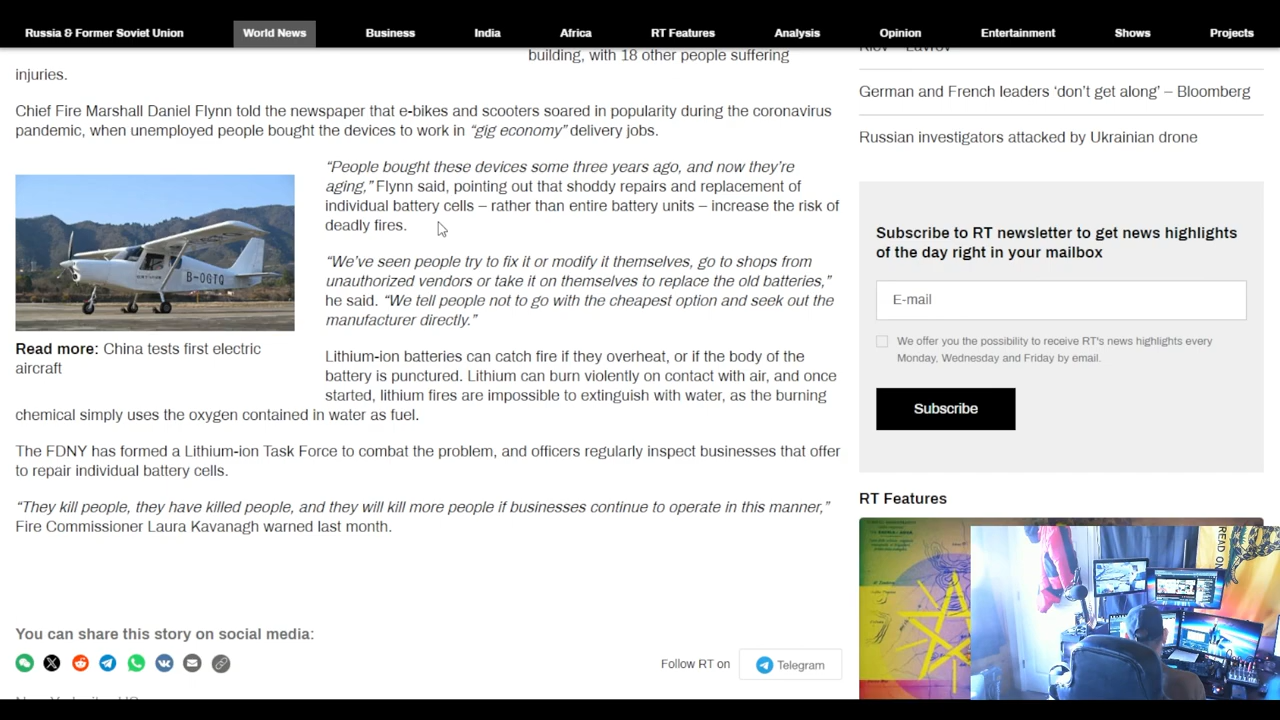 Russia & Former Soviet Union
World News
Business
India
Africa
RT Features
Analysis
Opinion
Entertainment
Shows
Projects
building, with 18 other people suffering
injuries.
Chief Fire Marshall Daniel Flynn told the newspaper that e-bikes and scooters soared in popularity during the coronavirus
pandemic, when unemployed people bought the devices to work in “gig economy” delivery jobs.
“People bought these devices some three years ago, and now they’re
aging,” Flynn said, pointing out that shoddy repairs and replacement of
individual battery cells – rather than entire battery units – increase the risk of
deadly fires.
B-OGTQ
Read more: China tests first electric
aircraft
“We’ve seen people try to fix it or modify it themselves, go to shops from
unauthorized vendors or take it on themselves to replace the old batteries,”
he said. “We tell people not to go with the cheapest option and seek out the
manufacturer directly.”
Lithium-ion batteries can catch fire if they overheat, or if the body of the
battery is punctured. Lithium can burn violently on contact with air, and once
started, lithium fires are impossible to extinguish with water, as the burning
chemical simply uses the oxygen contained in water as fuel.
The FDNY has formed a Lithium-ion Task Force to combat the problem, and officers regularly inspect businesses that offer
to repair individual battery cells.
“They kill people, they have killed people, and they will kill more people if businesses continue to operate in this manner,”
Fire Commissioner Laura Kavanagh warned last month.
You can share this story on social media:
Follow RT on
Telegram
Kiev – Lavrov
German and French leaders ‘don’t get along’ – Bloomberg
Russian investigators attacked by Ukrainian drone
Subscribe to RT newsletter to get news highlights
of the day right in your mailbox
E-mail
We offer you the possibility to receive RT's news highlights every
Monday, Wednesday and Friday by email.
Subscribe
RT Features
READ ON